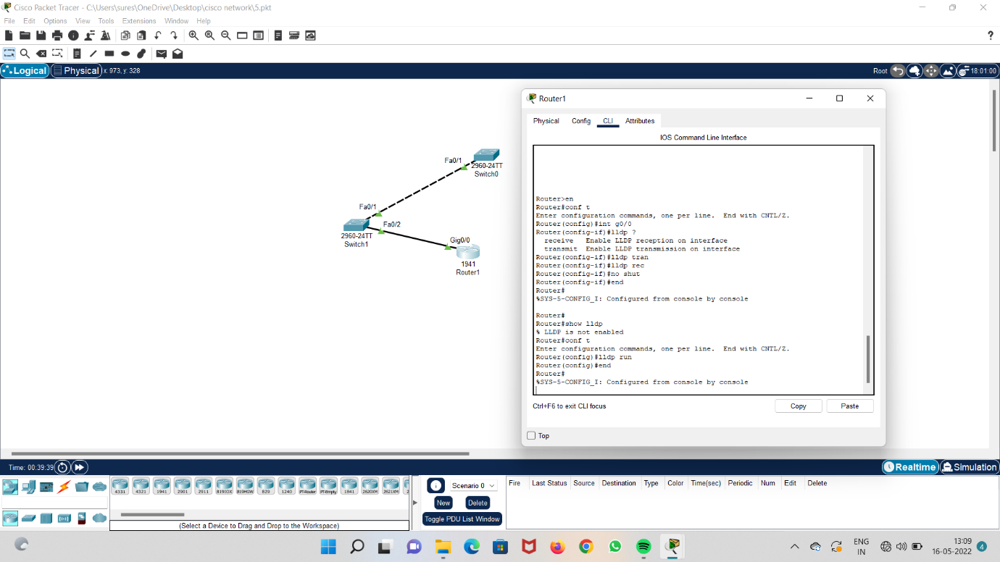 Cisco Packet Tracer - C:\Users\sures\OneDrive\Desktop\cisco network\5.pkt
File Edit Options View Tools Extensions Window Help
?
Logical Physical x: 973, y: 328 Root 18:01:00
Fa0/1
2960-24TT
Switch0
Fa0/1
Fa0/2
2960-24TT
Switch1
Gig0/0
1941
Router1
Router1
Physical Config CLI Attributes
IOS Command Line Interface
Router>en
Router#conf t
Enter configuration commands, one per line. End with CNTL/Z.
Router(config)#int g0/0
Router(config-if)#lldp ?
receive Enable LLDP reception on interface
transmit Enable LLDP transmission on interface
Router(config-if)#lldp tran
Router(config-if)#lldp rec
Router(config-if)#no shut
Router(config-if)#end
Router#
%SYS-5-CONFIG_I: Configured from console by console
Router#
Router#show lldp
% LLDP is not enabled
Router#conf t
Enter configuration commands, one per line. End with CNTL/Z.
Router(config)#lldp run
Router(config)#end
Router#
%SYS-5-CONFIG_I: Configured from console by console
Ctrl+F6 to exit CLI focus
Copy Paste
Top
Time: 00:39:39
Realtime Simulation
4331 4321 1941 2901 2911 819IOX 819HGW 829 1240 PT-Router PT-Empty 1841 2620XM 2621XM
(Select a Device to Drag and Drop to the Workspace)
Scenario 0
New Delete
Toggle PDU List Window
Fire Last Status Source Destination Type Color Time(sec) Periodic Num Edit Delete
ENG
IN
13:09
16-05-2022
4